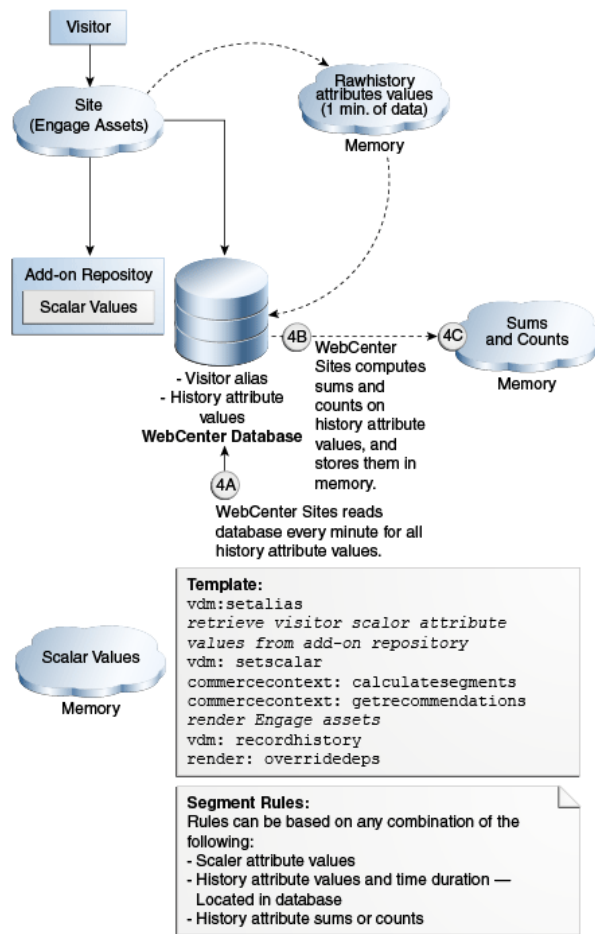 Visitor
Site
(Engage Assets)
Rawhistory
attributes values
(1 min. of data)
Memory
Add-on Repositoy
Scalar Values
- Visitor alias
- History attribute
values
WebCenter Database
4B
WebCenter
Sites computes
sums and
counts on
history attribute
values, and
stores them in
memory.
4C
Sums
and Counts
Memory
4A
WebCenter Sites reads
database every minute for all
history attribute values.
Scalar Values
Memory
Template:
vdm:setalias
retrieve visitor scalor attribute
values from add-on repository
vdm: setscalar
commercecontext: calculatesegments
commercecontext: getrecommendations
render Engage assets
vdm: recordhistory
render: overridedeps
Segment Rules:
Rules can be based on any combination of the
following:
- Scaler attribute values
- History attribute values and time duration —
Located in database
- History attribute sums or counts